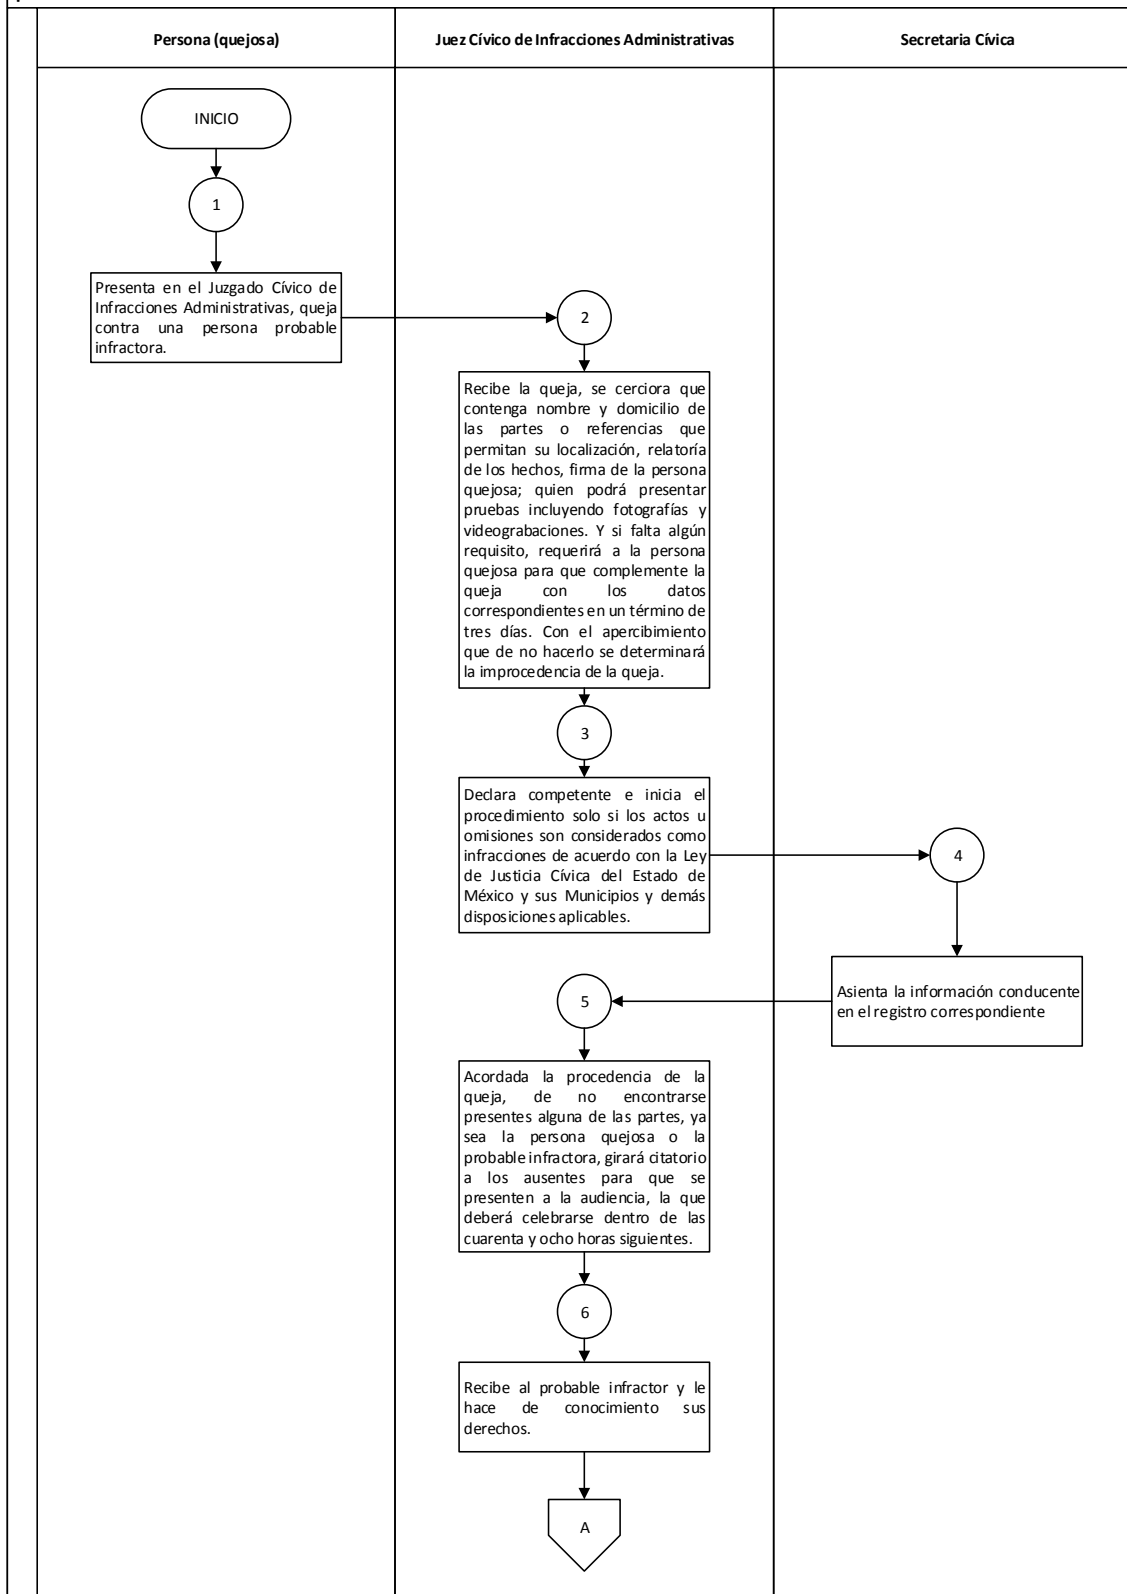 Persona (quejosa)
Juez Cívico de Infracciones Administrativas
Secretaria Cívica
INICIO
1
Presenta en el Juzgado Cívico de
Infracciones Administrativas, queja
contra una persona probable
infractora.
2
Recibe la queja, se cerciora que
contenga nombre y domicilio de
las partes o referencias que
permitan su localización, relatoría
de los hechos, firma de la persona
quejosa; quien podrá presentar
pruebas incluyendo fotografías y
videograbaciones. Y si falta algún
requisito, requerirá a la persona
quejosa para que complemente la
queja con los datos
correspondientes en un término de
tres días. Con el apercibimiento
que de no hacerlo se determinará
la improcedencia de la queja.
3
Declara competente e inicia el
procedimiento solo si los actos u
omisiones son considerados como
infracciones de acuerdo con la Ley
de Justicia Cívica del Estado de
México y sus Municipios y demás
disposiciones aplicables.
4
Asienta la información conducente
en el registro correspondiente
5
Acordada la procedencia de la
queja, de no encontrarse
presentes alguna de las partes, ya
sea la persona quejosa o la
probable infractora, girará citatorio
a los ausentes para que se
presenten a la audiencia, la que
deberá celebrarse dentro de las
cuarenta y ocho horas siguientes.
6
Recibe al probable infractor y le
hace de conocimiento sus
derechos.
A